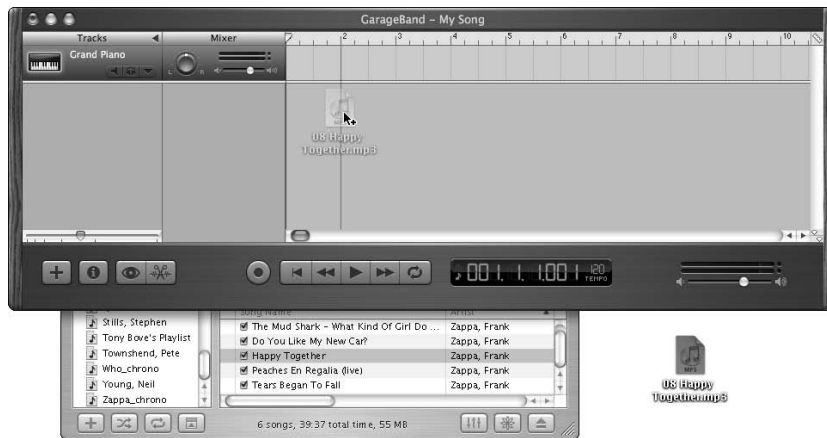 GarageBand – My Song
Tracks
Mixer
2
3
4
5
6
7
8
9
10
Grand Piano
L
R
08 Happy
Together.mp3
001.1.1.001
120
TEMPO
Song Name
Artist
Stills, Stephen
Tony Bove's Playlist
Townshend, Pete
Who_chrono
Young, Neil
Zappa_chrono
The Mud Shark – What Kind Of Girl Do ...
Zappa, Frank
Do You Like My New Car?
Zappa, Frank
Happy Together
Zappa, Frank
Peaches En Regalia (live)
Zappa, Frank
Tears Began To Fall
Zappa, Frank
6 songs, 39:37 total time, 55 MB
MP3
08 Happy
Together.mp3